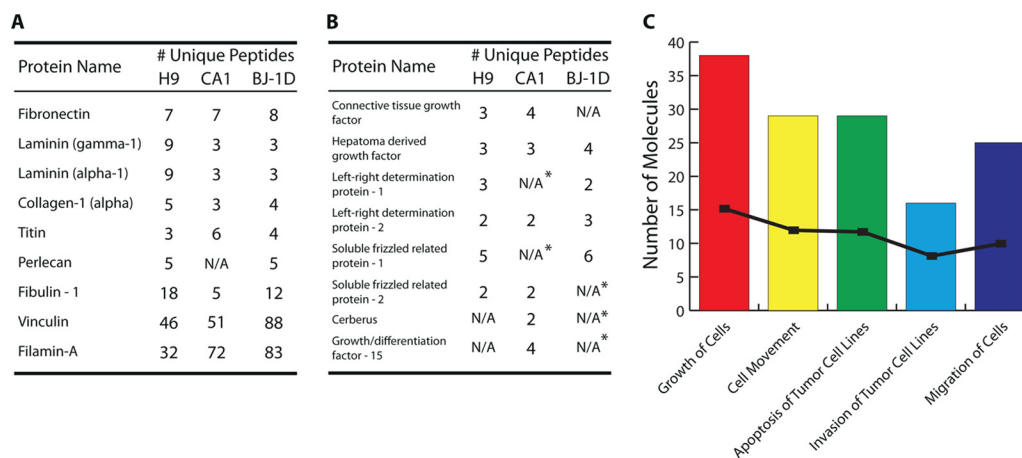 A
# Unique Peptides
Protein Name H9 CA1 BJ-1D
Fibronectin 7 7 8
Laminin (gamma-1) 9 3 3
Laminin (alpha-1) 9 3 3
Collagen-1 (alpha) 5 3 4
Titin 3 6 4
Perlecan 5 N/A 5
Fibulin - 1 18 5 12
Vinculin 46 51 88
Filamin-A 32 72 83
B
# Unique Peptides
Protein Name H9 CA1 BJ-1D
Connective tissue growth
factor 3 4 N/A
Hepatoma derived
growth factor 3 3 4
Left-right determination
protein - 1 3 N/A* 2
Left-right determination
protein - 2 2 2 3
Soluble frizzled related
protein - 1 5 N/A* 6
Soluble frizzled related
protein - 2 2 2 N/A*
Cerberus N/A 2 N/A*
Growth/differentiation
factor - 15 N/A 4 N/A*
C
Number of Molecules
40
35
30
25
20
15
10
5
0
Growth of Cells
Cell Movement
Apoptosis of Tumor Cell Lines
Invasion of Tumor Cell Lines
Migration of Cells